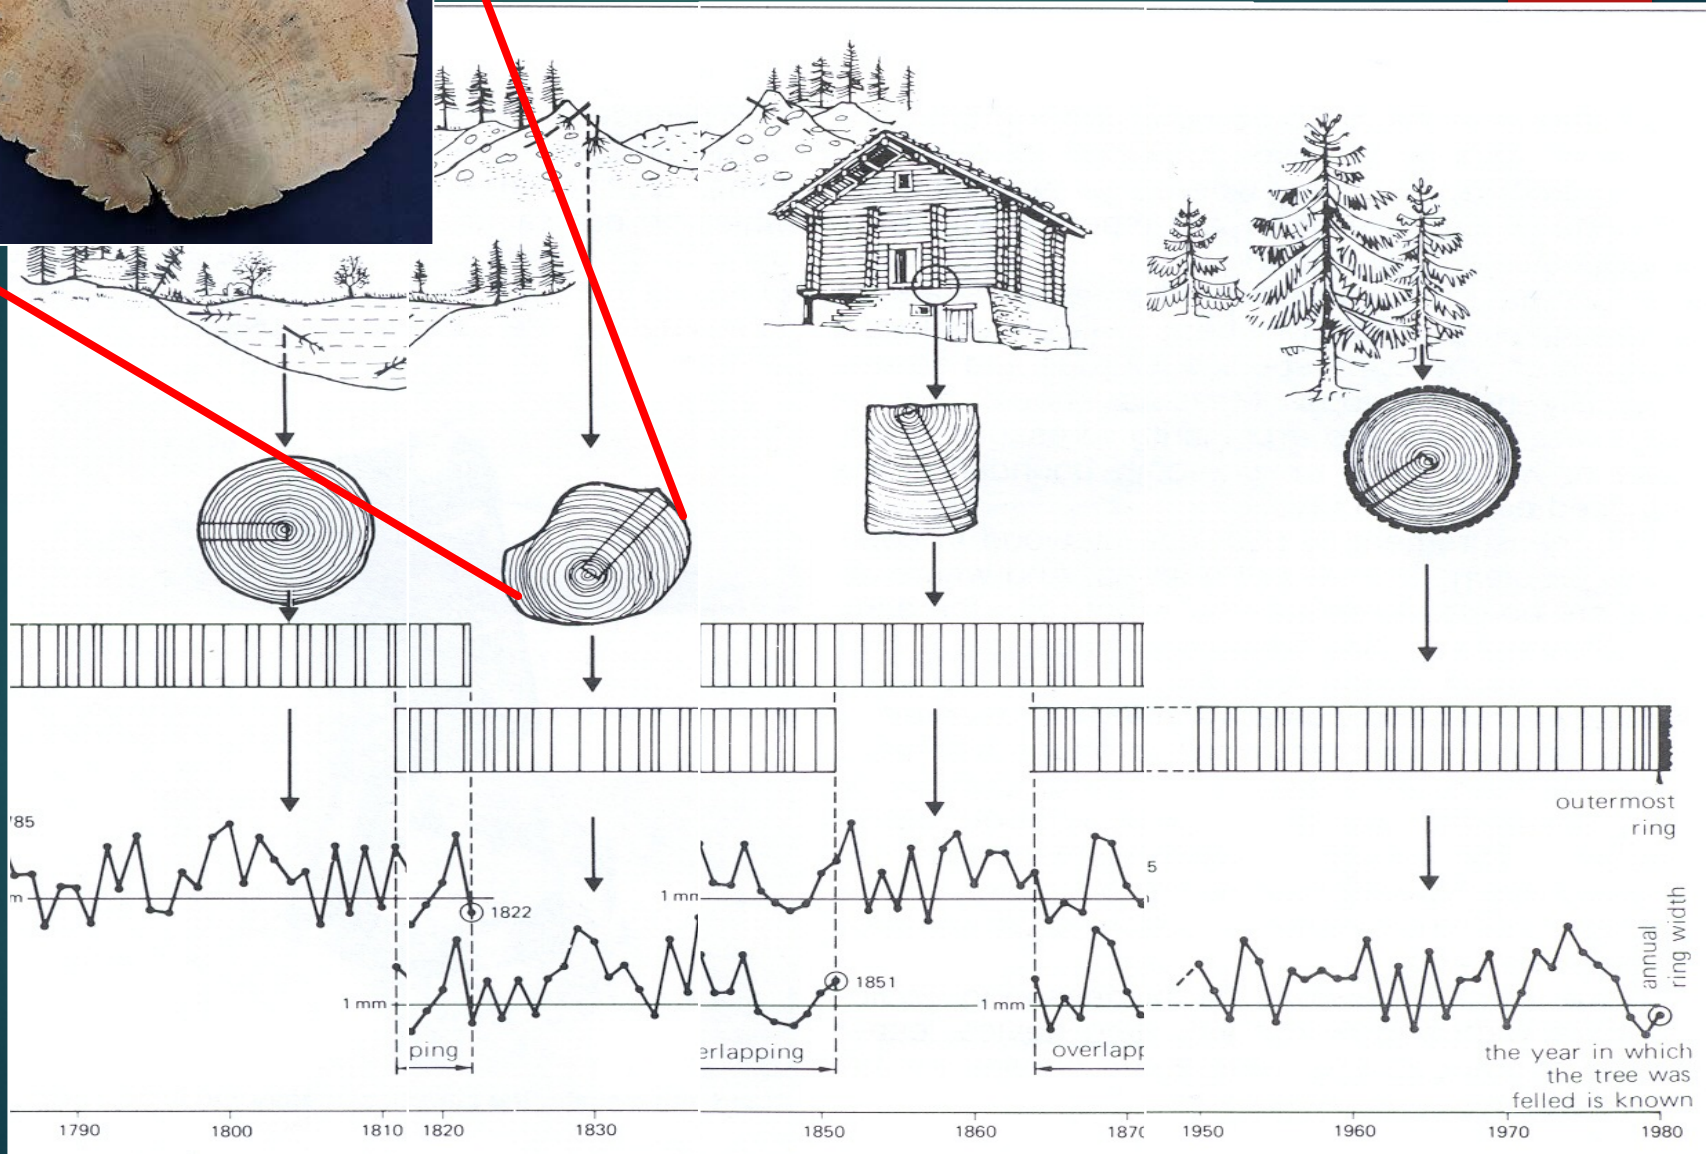 outermost
ring
'85
5
1 mm
1822
annual
ring width
m
1851
1 mm
1 mm
ping
erlapping
overlapp
the year in which
the tree was
felled is known
1790 1800 1810 1820 1830 1850 1860 1870 1950 1960 1970 1980